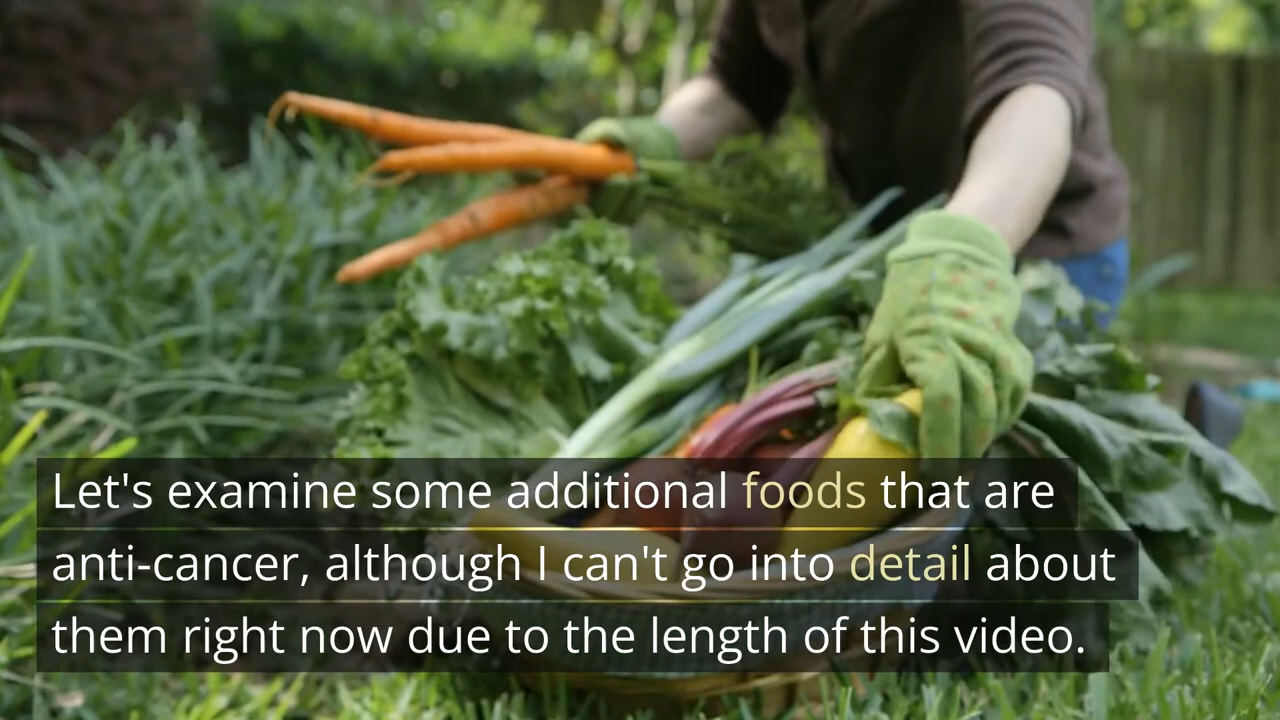 Let's examine some additional foods that are
anti-cancer, although I can't go into detail about
them right now due to the length of this video.